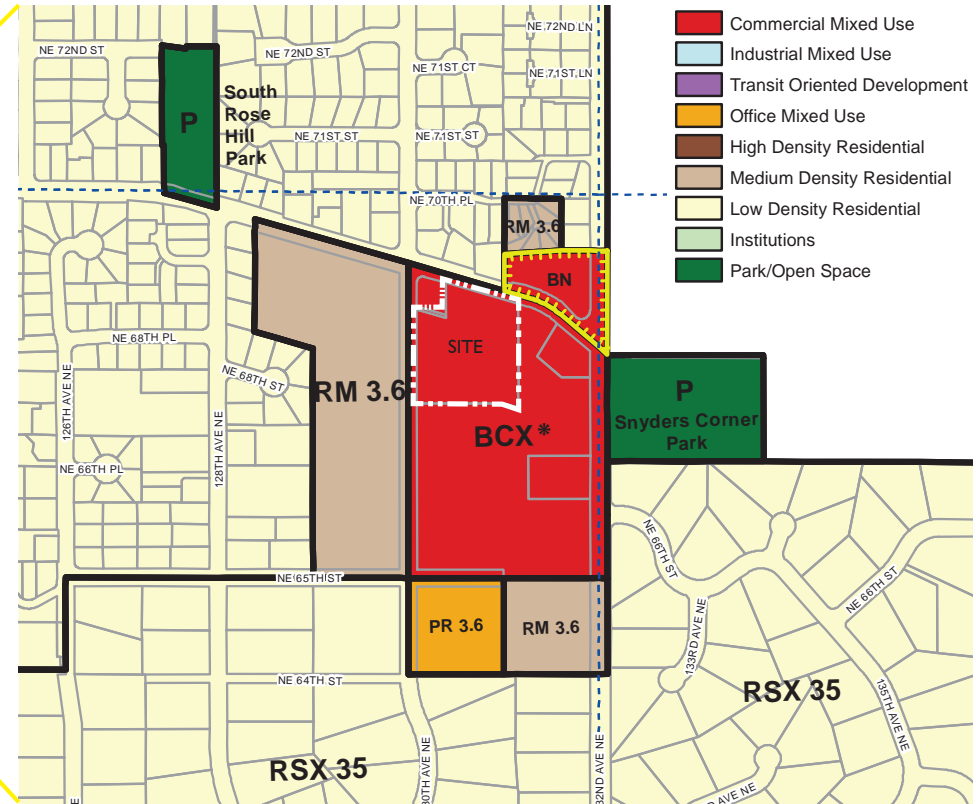 Commercial Mixed Use
Industrial Mixed Use
Transit Oriented Development
Office Mixed Use
High Density Residential
Medium Density Residential
Low Density Residential
Institutions
Park/Open Space
NE 72ND ST
NE 72ND ST
NE 72ND LN
NE 71ST CT
NE 71ST LN
P
South
Rose
Hill
Park
NE 71ST ST
NE 71ST ST
NE 70TH PL
RM 3.6
BN
NE 68TH PL
SITE
NE 68TH ST
RM 3.6
126TH AVE NE
128TH AVE NE
BCX*
P
Snyders Corner
Park
NE 66TH PL
NE 66TH ST
NE 66TH ST
NE 65TH ST
PR 3.6
RM 3.6
133RD AVE NE
NE 64TH ST
RSX 35
135TH AVE NE
RSX 35
AVE NE
AVE NE
AVE NE